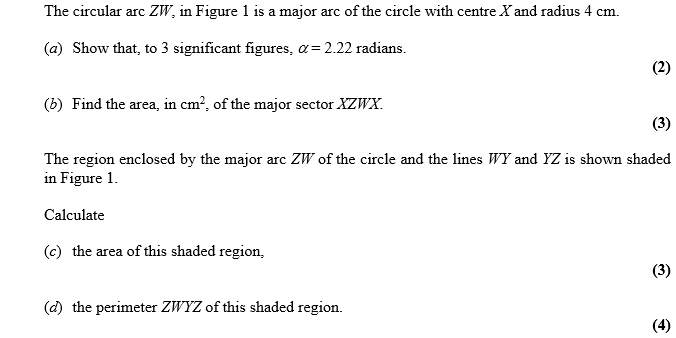 The circular arc ZW, in Figure 1 is a major arc of the circle with centre X and radius 4 cm.
(a) Show that, to 3 significant figures, α = 2.22 radians.
(2)
(b) Find the area, in cm², of the major sector XZWX.
(3)
The region enclosed by the major arc ZW of the circle and the lines WY and YZ is shown shaded
in Figure 1.
Calculate
(c) the area of this shaded region,
(3)
(d) the perimeter ZWYZ of this shaded region.
(4)